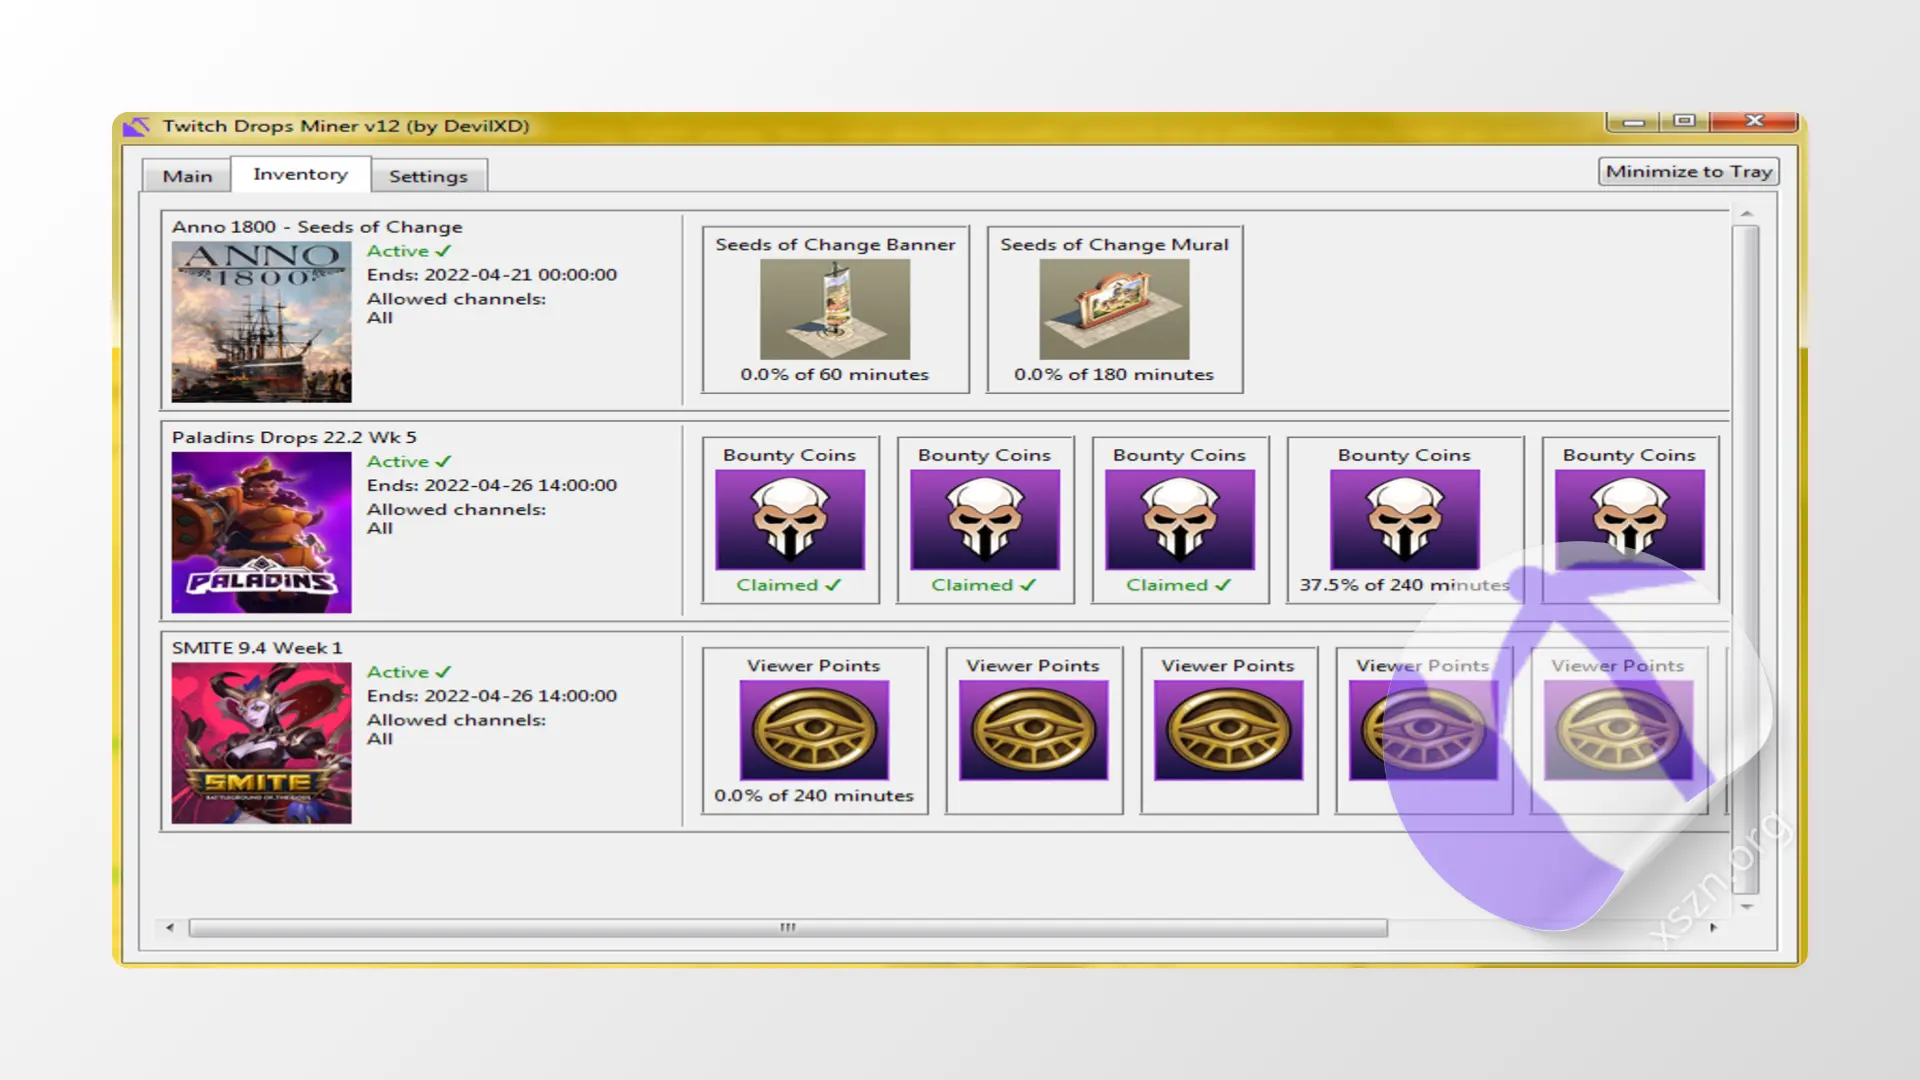 Twitch Drops Miner v12 (by DevilXD)
Main
Inventory
Settings
Minimize to Tray
Anno 1800 - Seeds of Change
ANNO
1800
Active ✓
Ends: 2022-04-21 00:00:00
Allowed channels:
All
Seeds of Change Banner
0.0% of 60 minutes
Seeds of Change Mural
0.0% of 180 minutes
Paladins Drops 22.2 Wk 5
PALADINS
Active ✓
Ends: 2022-04-26 14:00:00
Allowed channels:
All
Bounty Coins
Claimed ✓
Bounty Coins
Claimed ✓
Bounty Coins
Claimed ✓
Bounty Coins
37.5% of 240 minutes
Bounty Coins
SMITE 9.4 Week 1
SMITE
BATTLEGROUND OF THE GODS
Active ✓
Ends: 2022-04-26 14:00:00
Allowed channels:
All
Viewer Points
0.0% of 240 minutes
Viewer Points
Viewer Points
Viewer Points
Viewer Points
xszn.org